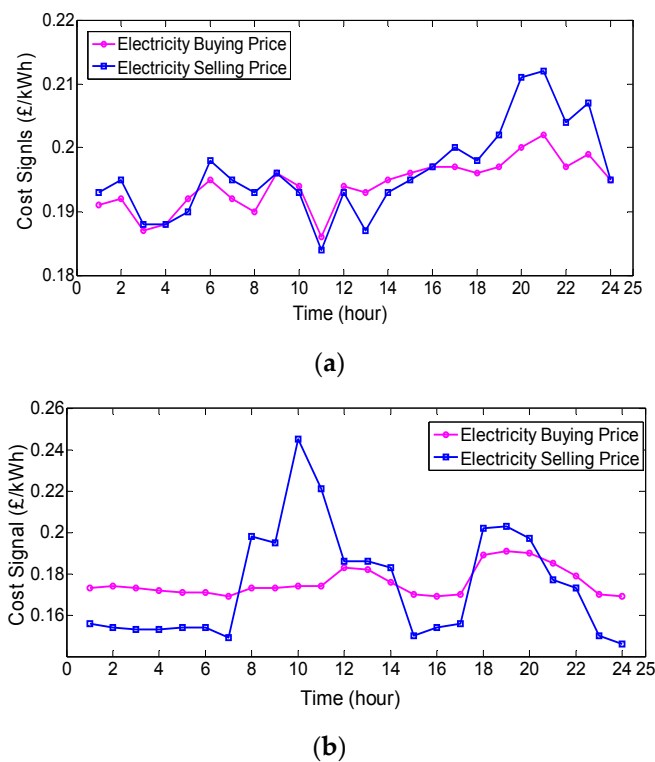 0.22
0.21
0.2
0.19
0.18
Cost Signls (£/kWh)
Electricity Buying Price
Electricity Selling Price
0 2 4 6 8 10 12 14 16 18 20 22 24 25
Time (hour)
(a)
0.26
0.24
0.22
0.2
0.18
0.16
Cost Signal (£/kWh)
Electricity Buying Price
Electricity Selling Price
0 2 4 6 8 10 12 14 16 18 20 22 24 25
Time (hour)
(b)